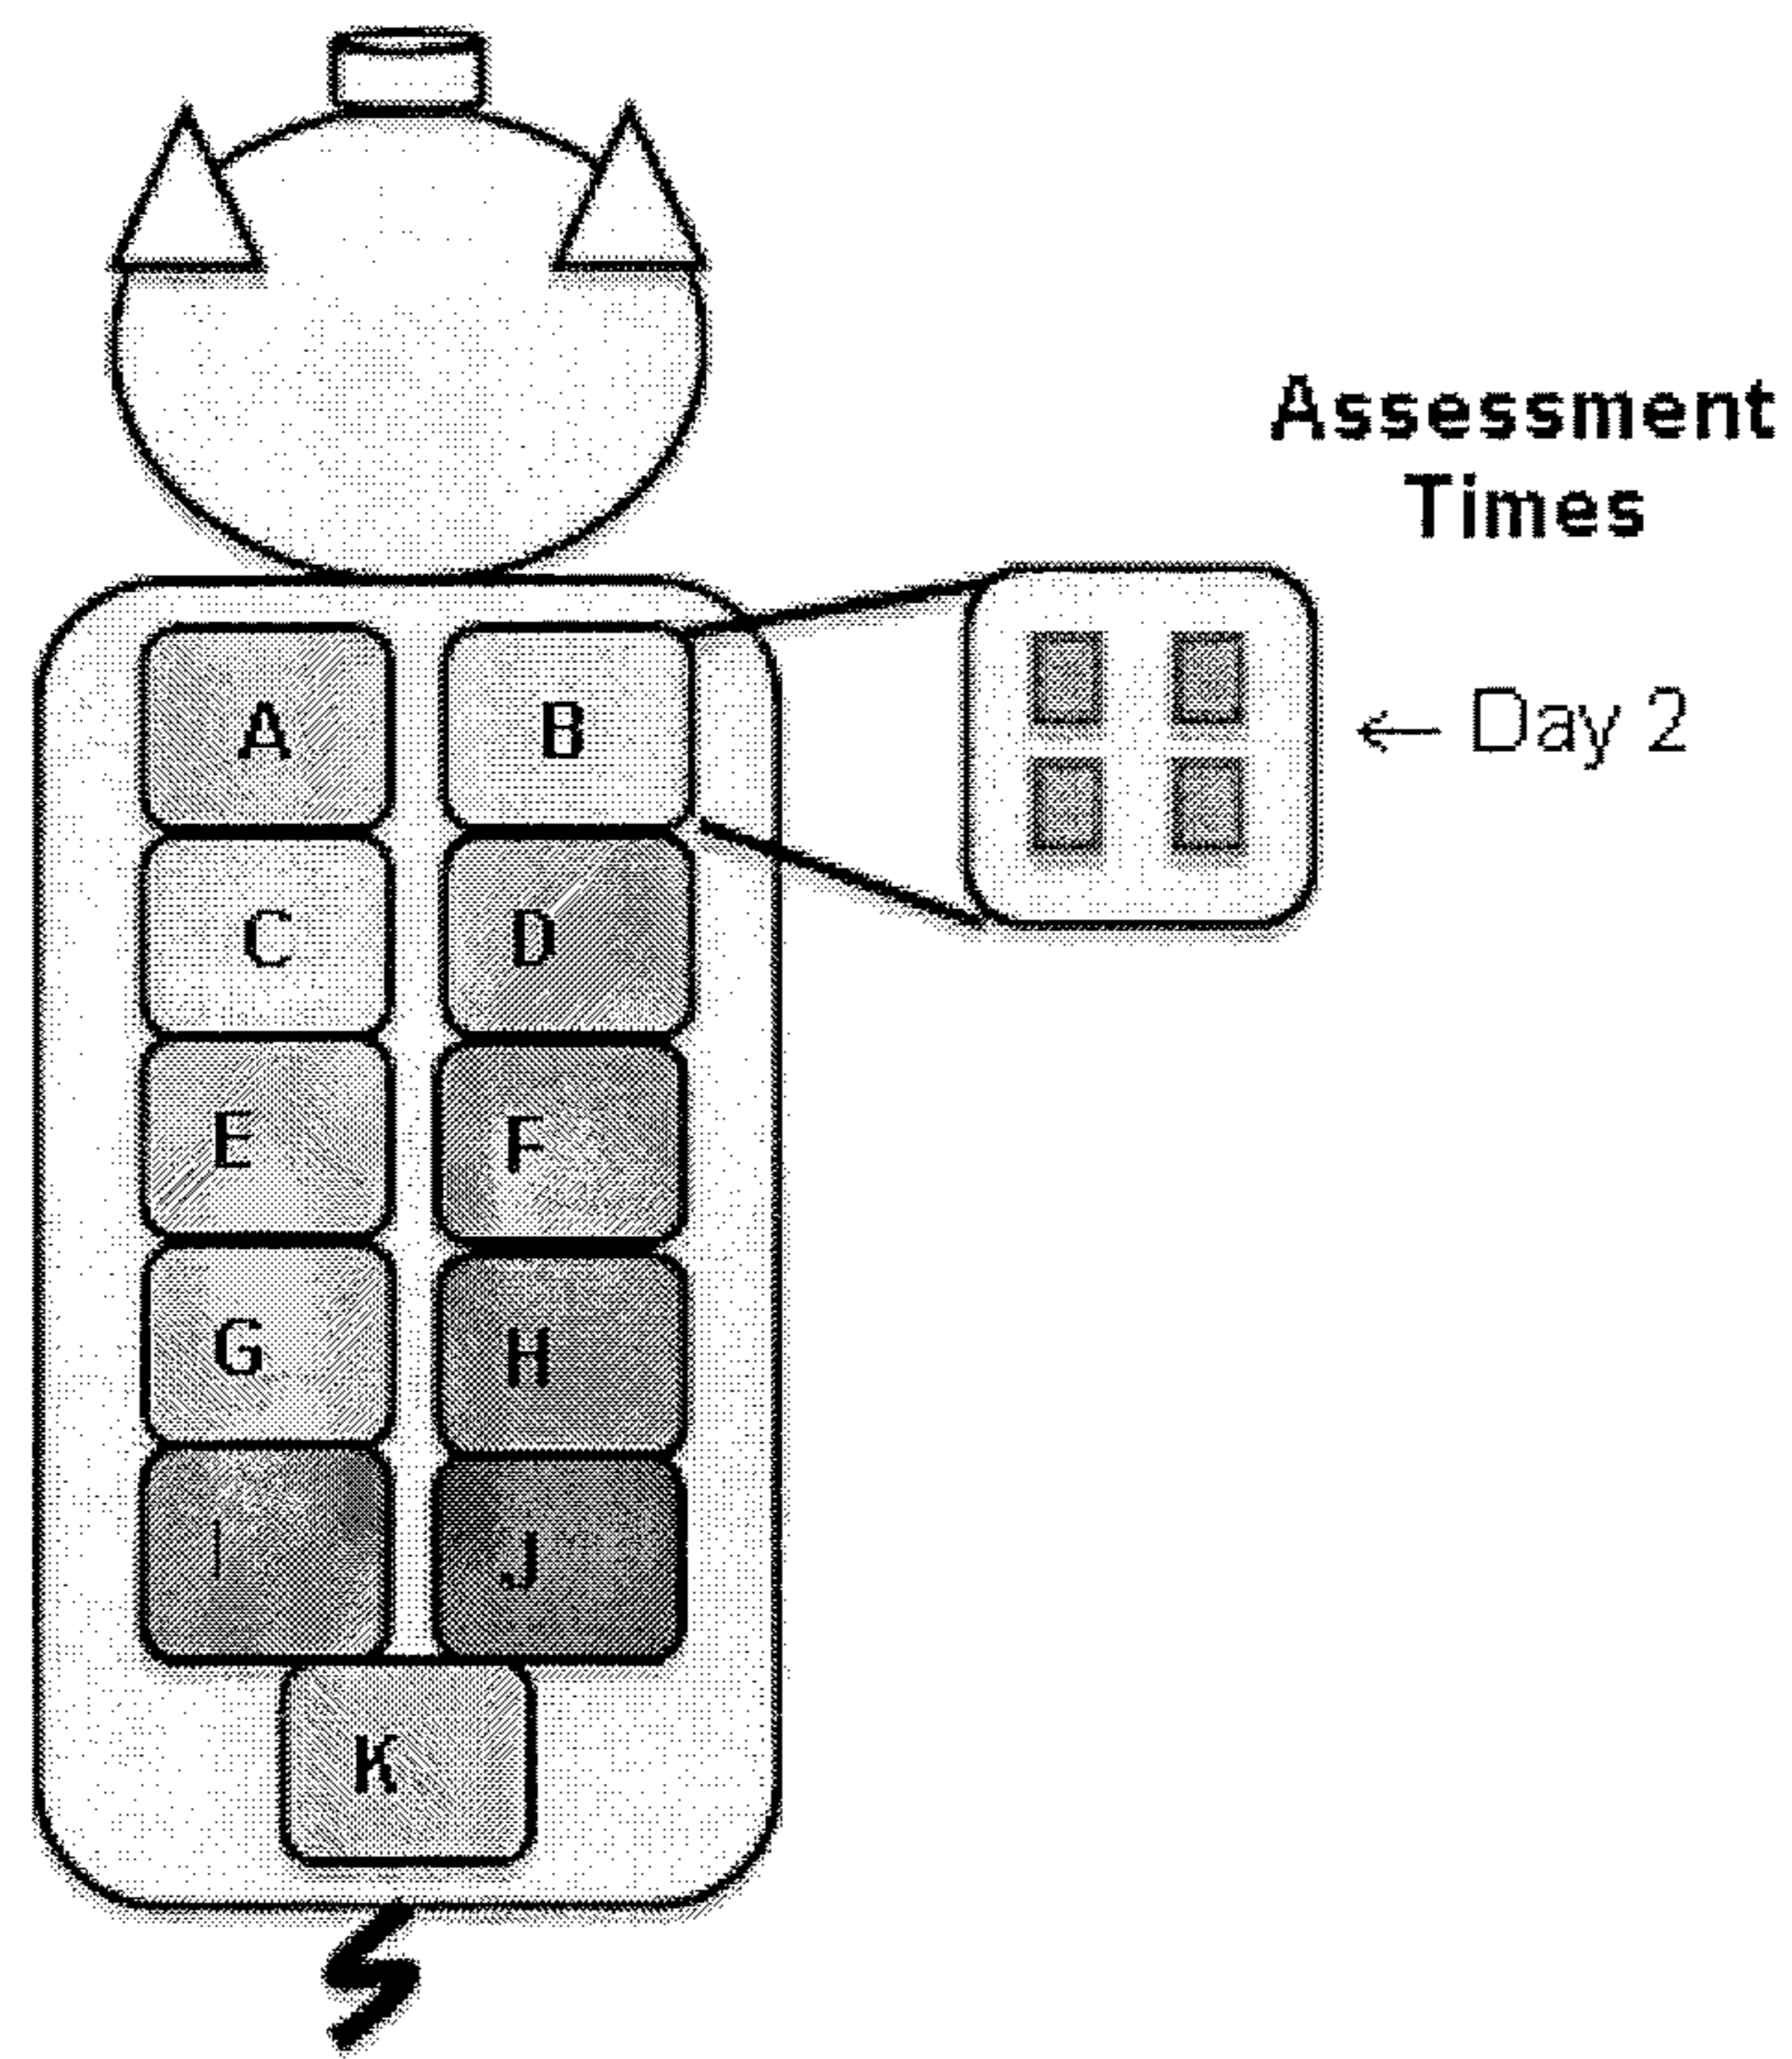 Assessment
Times
← Day 2
A B
C D
E F
G H
I J
K